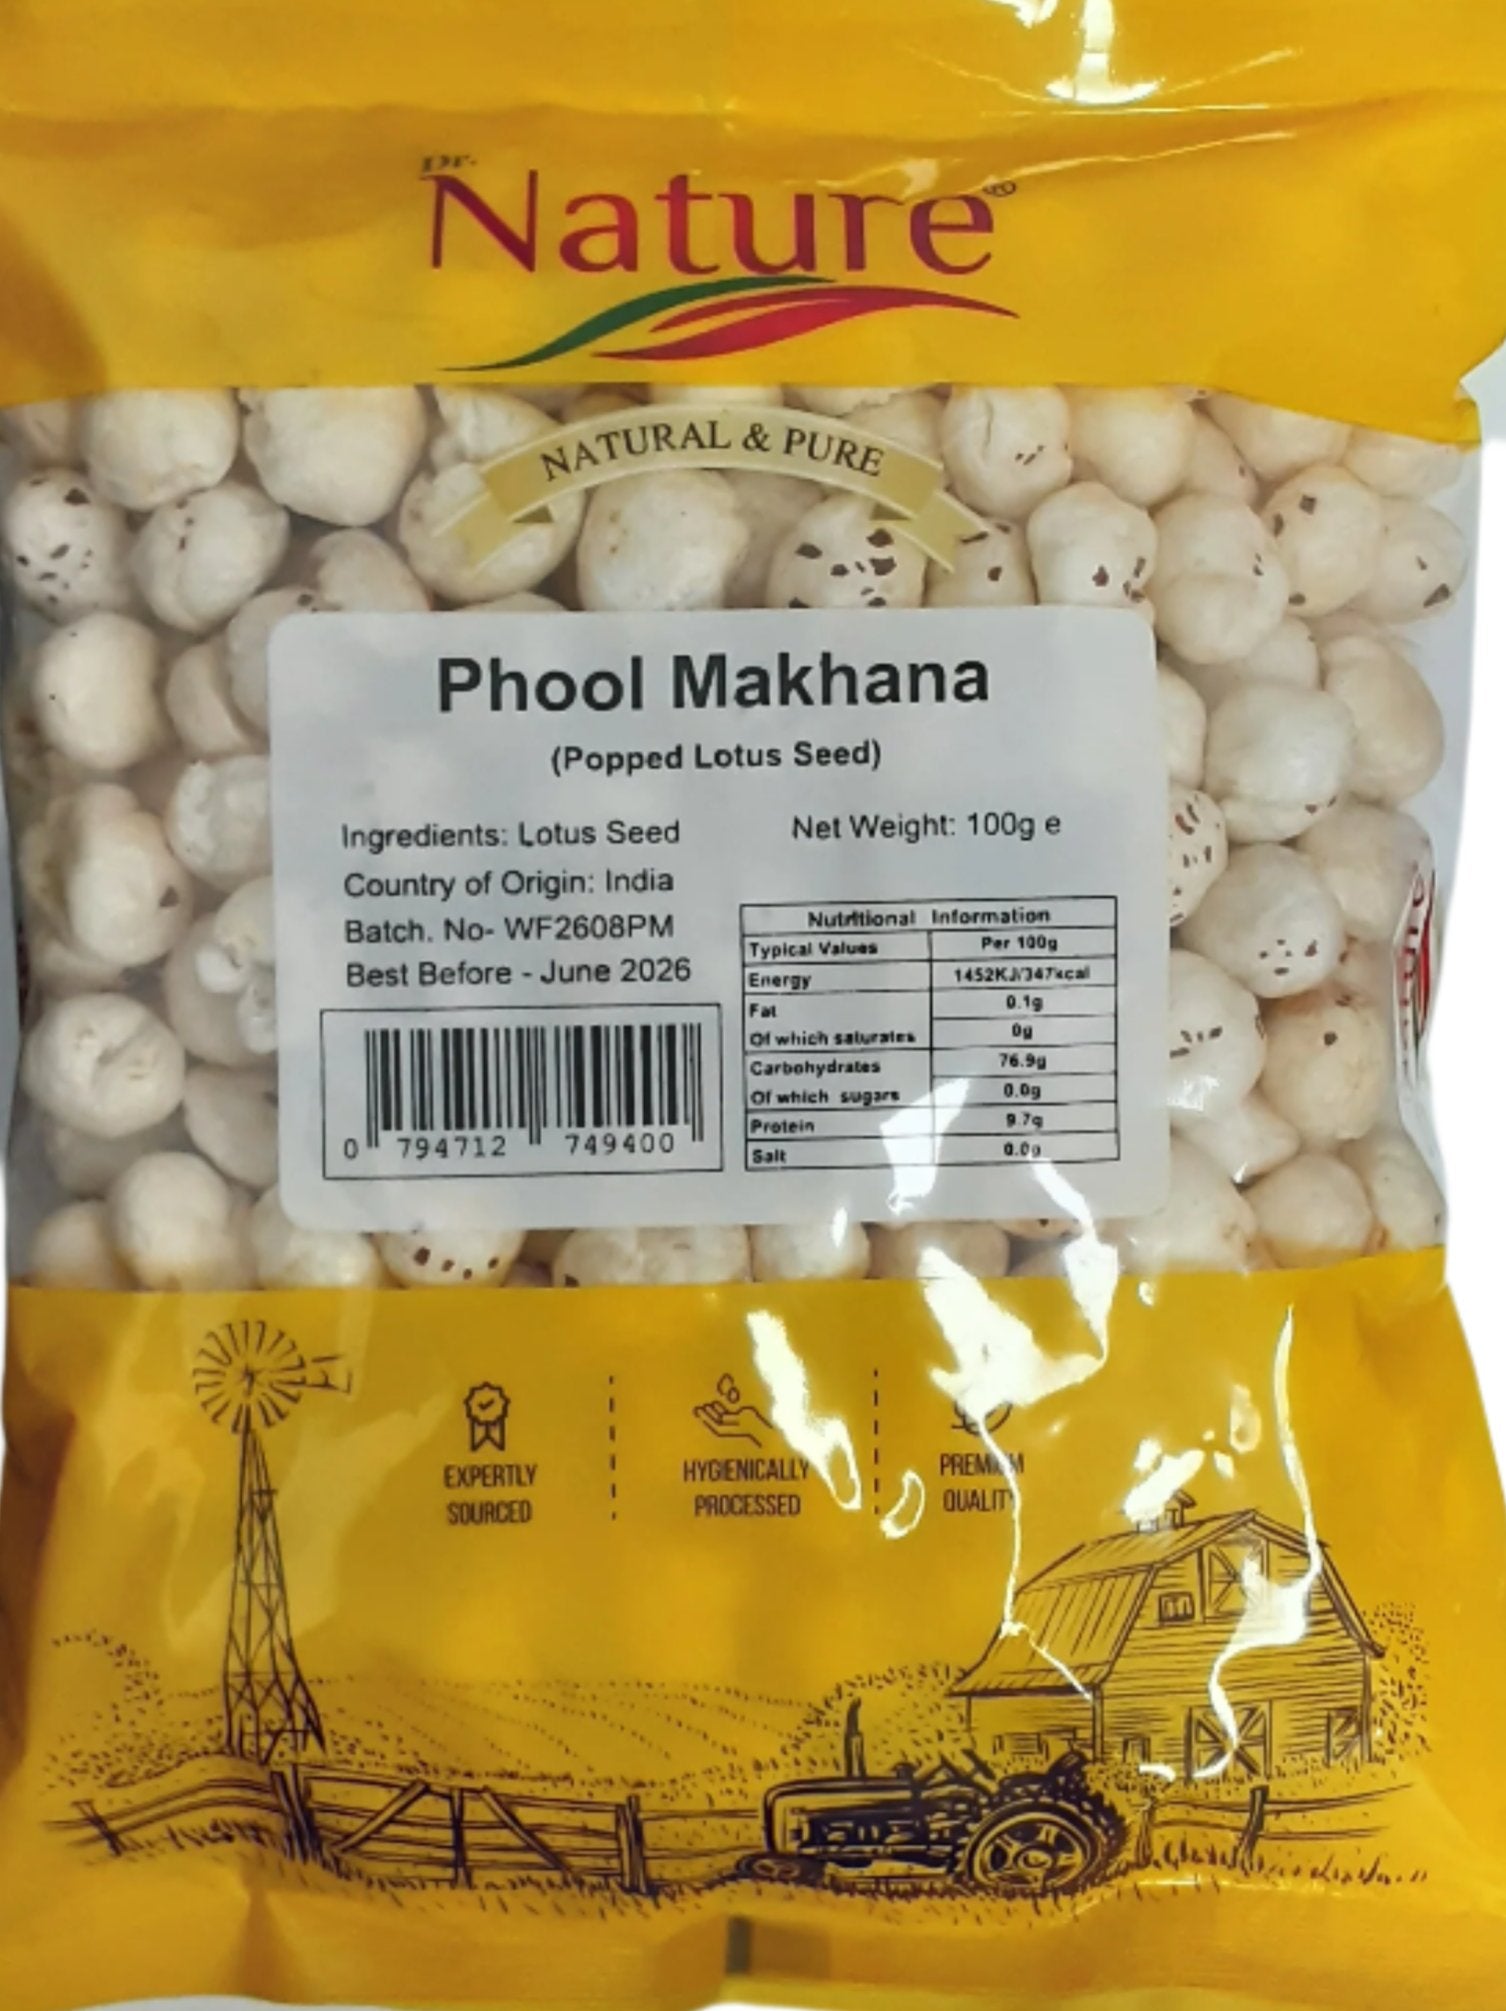 Dr.
Nature
NATURAL & PURE
Phool Makhana
(Popped Lotus Seed)
Ingredients: Lotus Seed
Net Weight: 100g e
Country of Origin: India
Batch. No- WF2608PM
Best Before - June 2026
Nutritional Information
Typical Values Per 100g
Energy 1452KJ/347kcal
Fat 0.1g
Of which saturates 0g
Carbohydrates 76.9g
Of which sugars 0.0g
Protein 9.7g
Salt 0.0g
0 794712 749400
EXPERTLY
SOURCED
HYGIENICALLY
PROCESSED
PREMIUM
QUALITY